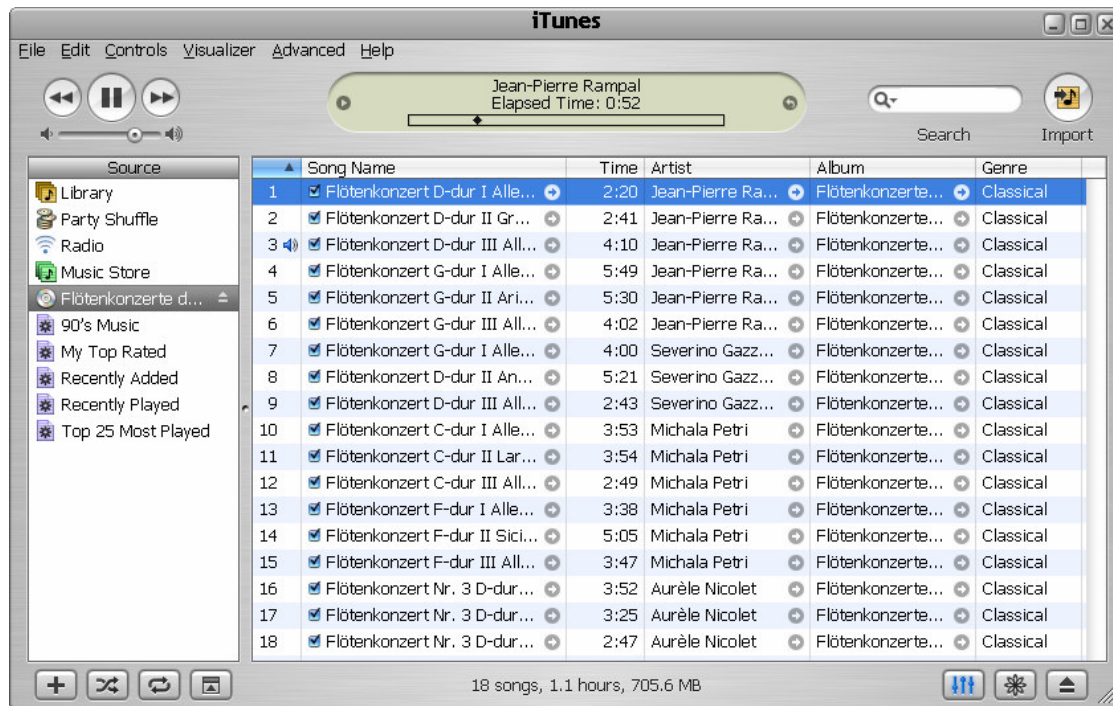 iTunes
File Edit Controls Visualizer Advanced Help
Jean-Pierre Rampal
Elapsed Time: 0:52
Search Import
Source
Library
Party Shuffle
Radio
Music Store
Flötenkonzerte d...
90's Music
My Top Rated
Recently Added
Recently Played
Top 25 Most Played
Song Name Time Artist Album Genre
1 Flötenkonzert D-dur I Alle... 2:20 Jean-Pierre Ra... Flötenkonzerte... Classical
2 Flötenkonzert D-dur II Gr... 2:41 Jean-Pierre Ra... Flötenkonzerte... Classical
3 Flötenkonzert D-dur III All... 4:10 Jean-Pierre Ra... Flötenkonzerte... Classical
4 Flötenkonzert G-dur I Alle... 5:49 Jean-Pierre Ra... Flötenkonzerte... Classical
5 Flötenkonzert G-dur II Ari... 5:30 Jean-Pierre Ra... Flötenkonzerte... Classical
6 Flötenkonzert G-dur III All... 4:02 Jean-Pierre Ra... Flötenkonzerte... Classical
7 Flötenkonzert G-dur I Alle... 4:00 Severino Gazz... Flötenkonzerte... Classical
8 Flötenkonzert D-dur II An... 5:21 Severino Gazz... Flötenkonzerte... Classical
9 Flötenkonzert D-dur III All... 2:43 Severino Gazz... Flötenkonzerte... Classical
10 Flötenkonzert C-dur I Alle... 3:53 Michala Petri Flötenkonzerte... Classical
11 Flötenkonzert C-dur II Lar... 3:54 Michala Petri Flötenkonzerte... Classical
12 Flötenkonzert C-dur III All... 2:49 Michala Petri Flötenkonzerte... Classical
13 Flötenkonzert F-dur I Alle... 3:38 Michala Petri Flötenkonzerte... Classical
14 Flötenkonzert F-dur II Sici... 5:05 Michala Petri Flötenkonzerte... Classical
15 Flötenkonzert F-dur III All... 3:47 Michala Petri Flötenkonzerte... Classical
16 Flötenkonzert Nr. 3 D-dur... 3:52 Aurèle Nicolet Flötenkonzerte... Classical
17 Flötenkonzert Nr. 3 D-dur... 3:25 Aurèle Nicolet Flötenkonzerte... Classical
18 Flötenkonzert Nr. 3 D-dur... 2:47 Aurèle Nicolet Flötenkonzerte... Classical
18 songs, 1.1 hours, 705.6 MB